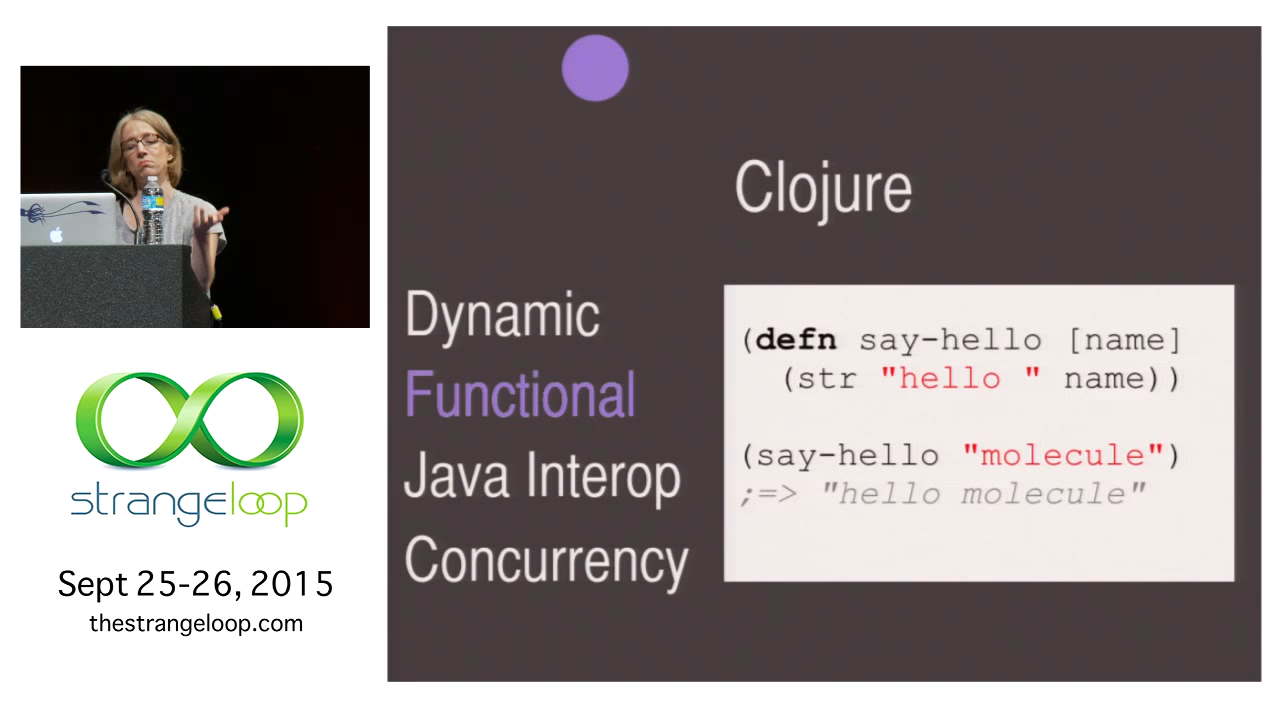 strangeloop
Sept 25-26, 2015
thestrangeloop.com
Clojure
Dynamic
Functional
Java Interop
Concurrency
(defn say-hello [name]
(str "hello " name))
(say-hello "molecule")
;=> "hello molecule"